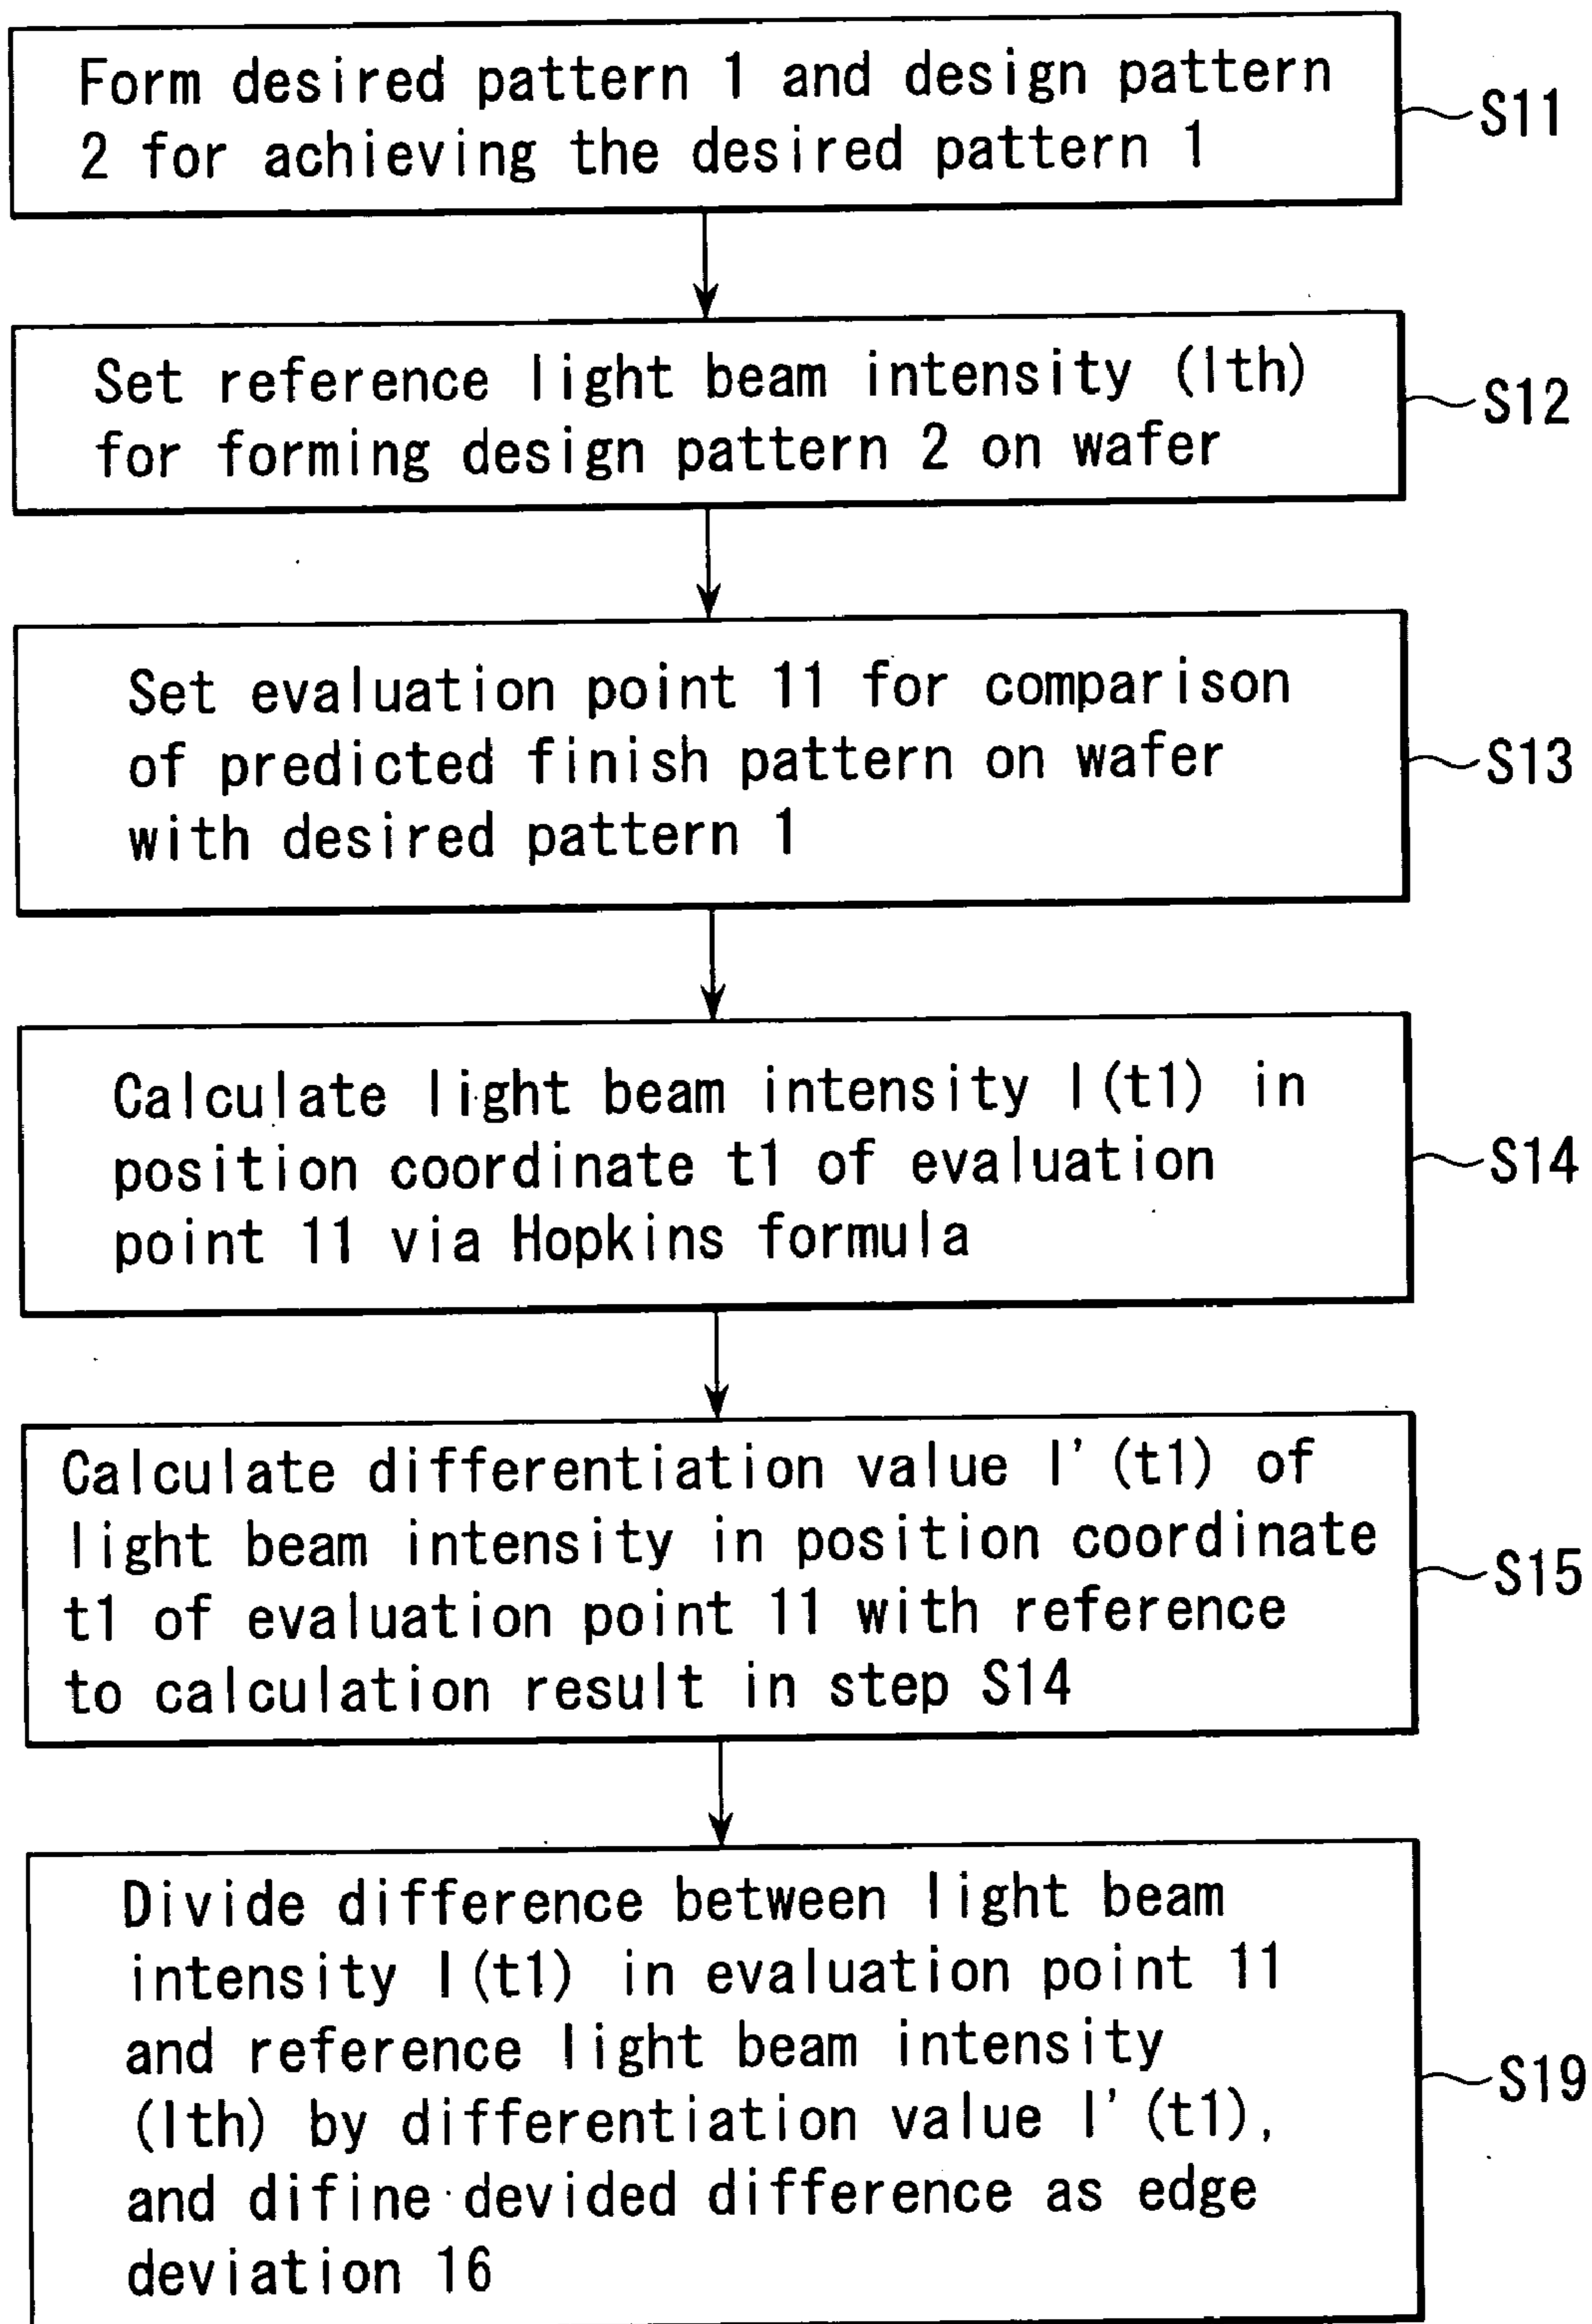 Form desired pattern 1 and design pattern
2 for achieving the desired pattern 1
S11
Set reference light beam intensity (Ith)
for forming design pattern 2 on wafer
S12
Set evaluation point 11 for comparison
of predicted finish pattern on wafer
with desired pattern 1
S13
Calculate light beam intensity I(t1) in
position coordinate t1 of evaluation
point 11 via Hopkins formula
S14
Calculate differentiation value I'(t1) of
light beam intensity in position coordinate
t1 of evaluation point 11 with reference
to calculation result in step S14
S15
Divide difference between light beam
intensity I(t1) in evaluation point 11
and reference light beam intensity
(Ith) by differentiation value I'(t1),
and difine devided difference as edge
deviation 16
S19